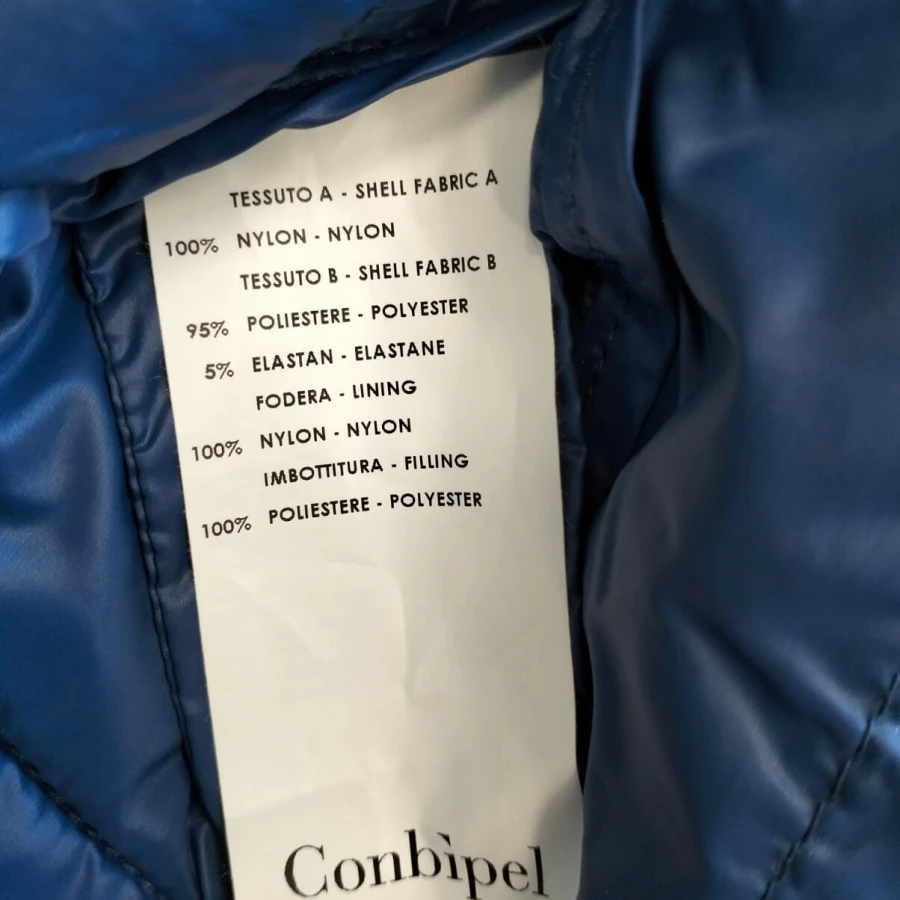 TESSUTO A - SHELL FABRIC A
100% NYLON - NYLON
TESSUTO B - SHELL FABRIC B
95% POLIESTERE - POLYESTER
5% ELASTAN - ELASTANE
FODERA - LINING
100% NYLON - NYLON
IMBOTTITURA - FILLING
100% POLIESTERE - POLYESTER
Conbìpel